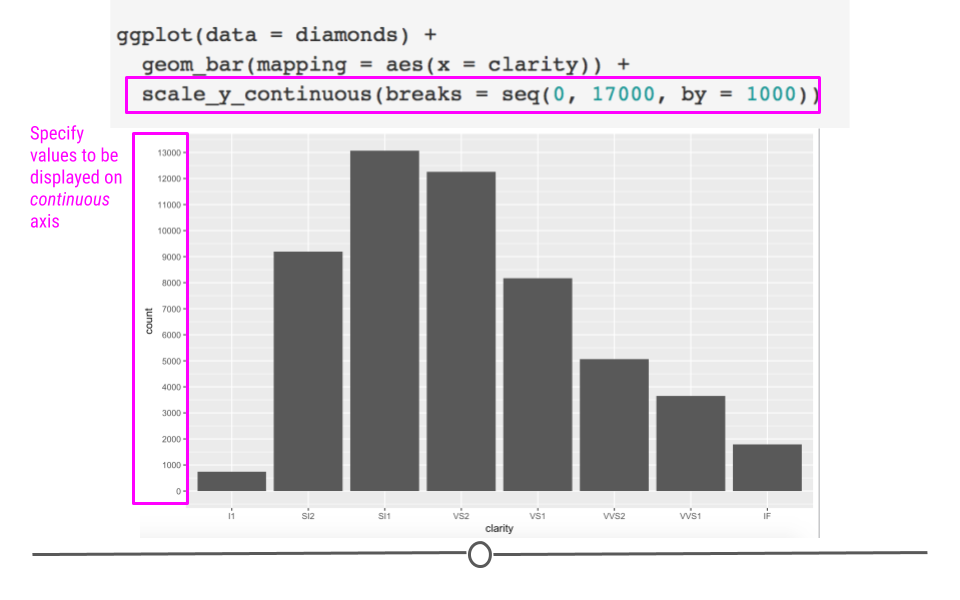 ggplot(data = diamonds) +
geom_bar(mapping = aes(x = clarity)) +
scale_y_continuous(breaks = seq(0, 17000, by = 1000))
Specify
values to be
displayed on
continuous
axis
13000
12000
11000
10000
9000
8000
7000
6000
5000
4000
3000
2000
1000
0
count
I1 SI2 SI1 VS2 VS1 VVS2 VVS1 IF
clarity